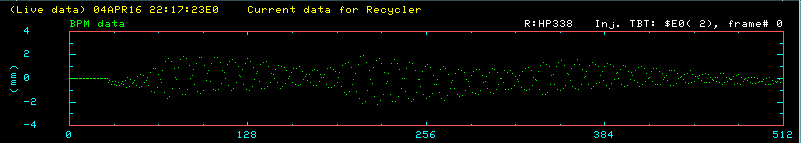 (Live data) 04APR16 22:17:23E0 Current data for Recycler
BPM data R:HP338 Inj. TBT: $E0( 2), frame# 0
4
2
0
-2
-4
(mm)
0 128 256 384 512